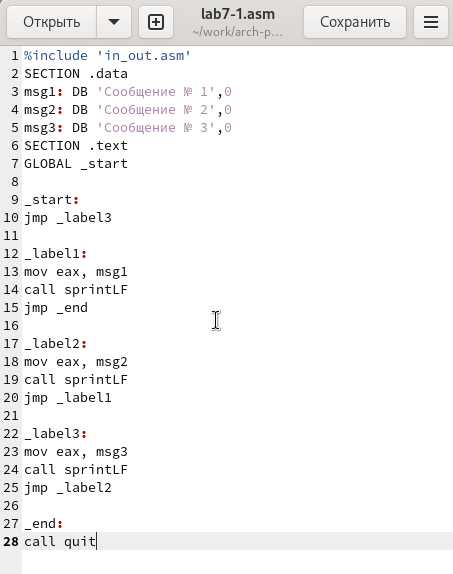 Открыть
lab7-1.asm
~/work/arch-p...
Сохранить
1 %include 'in_out.asm'
2 SECTION .data
3 msg1: DB 'Сообщение № 1',0
4 msg2: DB 'Сообщение № 2',0
5 msg3: DB 'Сообщение № 3',0
6 SECTION .text
7 GLOBAL _start
8
9 _start:
10 jmp _label3
11
12 _label1:
13 mov eax, msg1
14 call sprintLF
15 jmp _end
16
17 _label2:
18 mov eax, msg2
19 call sprintLF
20 jmp _label1
21
22 _label3:
23 mov eax, msg3
24 call sprintLF
25 jmp _label2
26
27 _end:
28 call quit